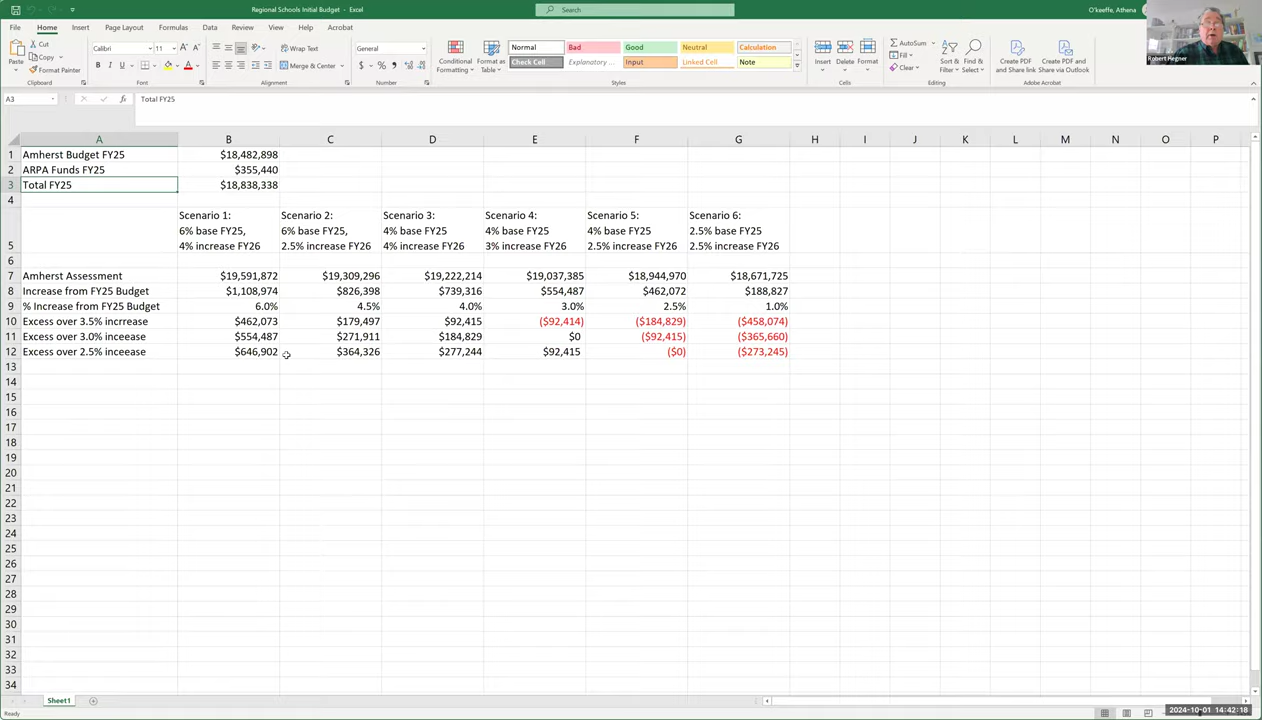 Regional Schools Initial Budget - Excel
Search
O'keeffe, Athena
File Home Insert Page Layout Formulas Data Review View Help Acrobat
Cut
Copy
Format Painter
Paste
Clipboard
Calibri 11
Font
Wrap Text
Merge & Center
Alignment
General
Number
Conditional Formatting
Format as Table
Normal Bad Good Neutral Calculation
Check Cell Explanatory ... Input Linked Cell Note
Styles
Insert Delete Format
Cells
AutoSum
Fill
Clear
Sort & Filter
Find & Select
Editing
Create PDF and Share link
Create PDF and Share via Outlook
Adobe Acrobat
Robert Regner
A3 fx Total FY25
A B C D E F G H I J K L M N O P
1 Amherst Budget FY25 $18,482,898
2 ARPA Funds FY25 $355,440
3 Total FY25 $18,838,338
4
Scenario 1: Scenario 2: Scenario 3: Scenario 4: Scenario 5: Scenario 6:
6% base FY25, 6% base FY25, 4% base FY25 4% base FY25 4% base FY25 2.5% base FY25
5 4% increase FY26 2.5% increase FY26 4% increase FY26 3% increase FY26 2.5% increase FY26 2.5% increase FY26
6
7 Amherst Assessment $19,591,872 $19,309,296 $19,222,214 $19,037,385 $18,944,970 $18,671,725
8 Increase from FY25 Budget $1,108,974 $826,398 $739,316 $554,487 $462,072 $188,827
9 % Increase from FY25 Budget 6.0% 4.5% 4.0% 3.0% 2.5% 1.0%
10 Excess over 3.5% incrrease $462,073 $179,497 $92,415 ($92,414) ($184,829) ($458,074)
11 Excess over 3.0% inceease $554,487 $271,911 $184,829 $0 ($92,415) ($365,660)
12 Excess over 2.5% inceease $646,902 $364,326 $277,244 $92,415 ($0) ($273,245)
13
14
15
16
17
18
19
20
21
22
23
24
25
26
27
28
29
30
31
32
33
34
Sheet1
Ready
2024-10-01 14:42:18